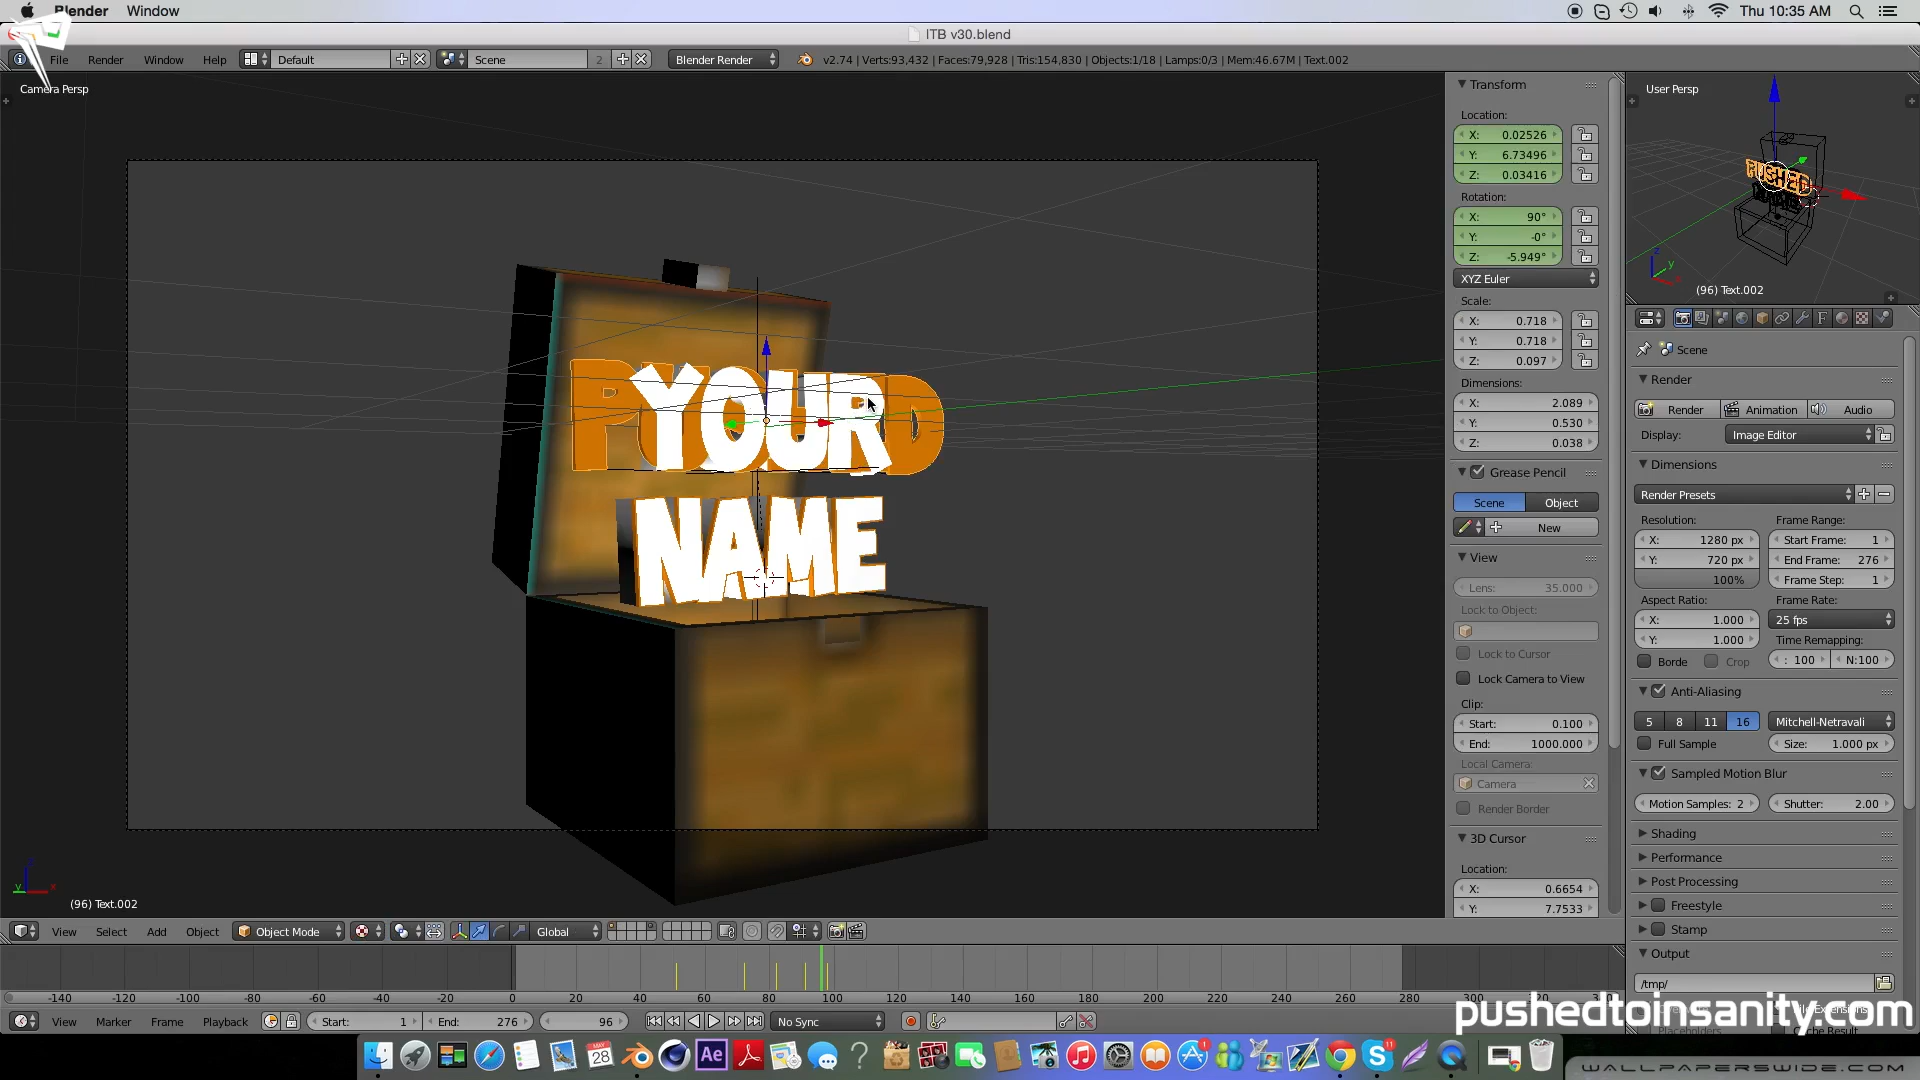 Blender Window Thu 10:35 AM
ITB v30.blend
File Render Window Help Default Scene 2 Blender Render v2.74 | Verts:93,432 | Faces:79,928 | Tris:154,830 | Objects:1/18 | Lamps:0/3 | Mem:46.67M | Text.002
Camera Persp
YOUR
NAME
(96) Text.002
Transform
Location:
X: 0.02526
Y: 6.73496
Z: 0.03416
Rotation:
X: 90°
Y: -0°
Z: -5.949°
XYZ Euler
Scale:
X: 0.718
Y: 0.718
Z: 0.097
Dimensions:
X: 2.089
Y: 0.530
Z: 0.038
Grease Pencil
Scene Object
New
View
Lens: 35.000
Lock to Object:
Lock to Cursor
Lock Camera to View
Clip:
Start: 0.100
End: 1000.000
Local Camera:
Camera
Render Border
3D Cursor
Location:
X: 0.6654
Y: 7.7533
User Persp
PUSHED
(96) Text.002
Scene
Render
Render Animation Audio
Display: Image Editor
Dimensions
Render Presets
Resolution: Frame Range:
X: 1280 px Start Frame: 1
Y: 720 px End Frame: 276
100% Frame Step: 1
Aspect Ratio: Frame Rate:
X: 1.000 25 fps
Y: 1.000 Time Remapping:
Borde Crop : 100 N:100
Anti-Aliasing
5 8 11 16 Mitchell-Netravali
Full Sample Size: 1.000 px
Sampled Motion Blur
Motion Samples: 2 Shutter: 2.00
Shading
Performance
Post Processing
Freestyle
Stamp
Output
/tmp/
View Select Add Object Object Mode Global
-140 -120 -100 -80 -60 -40 -20 0 20 40 60 80 100 120 140 160 180 200 220 240 260 280
View Marker Frame Playback Start: 1 End: 276 96 No Sync
pushedtoinsanity.com
WALLPAPERSWIDE.COM